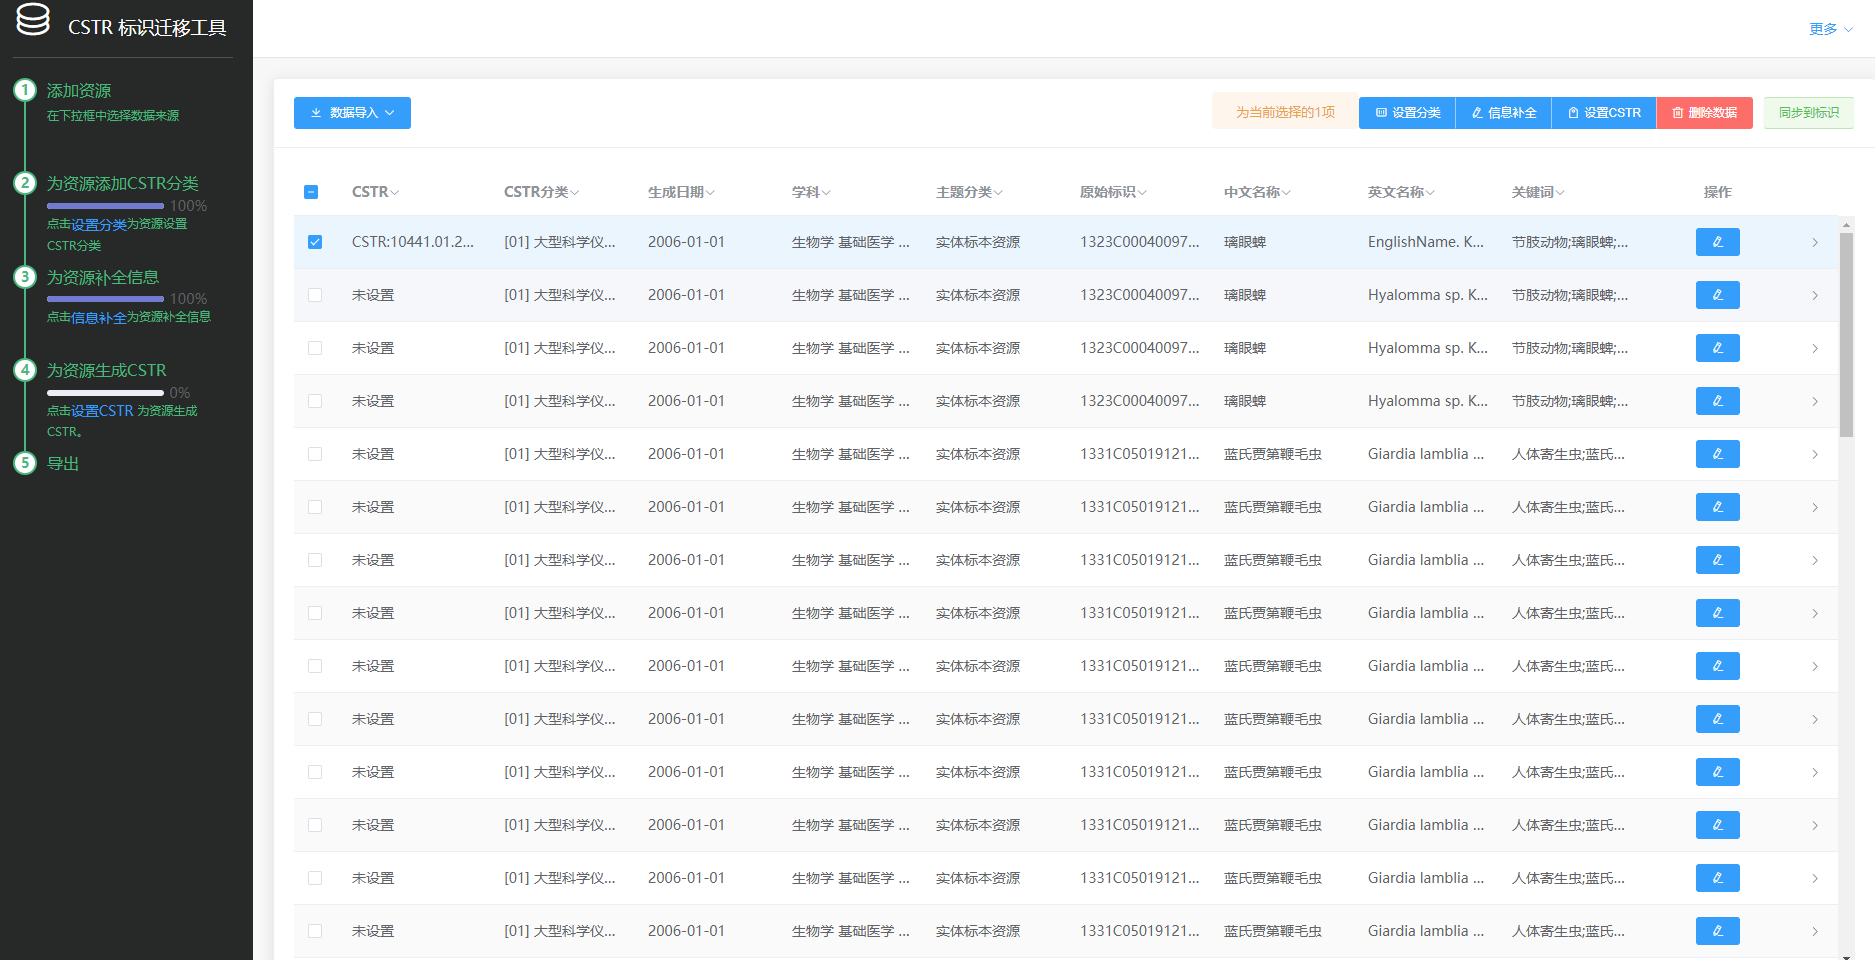 CSTR 标识迁移工具
更多
1 添加资源
在下拉框中选择数据来源
2 为资源添加CSTR分类
100%
点击设置分类为资源设置
CSTR分类
3 为资源补全信息
100%
点击信息补全为资源补全信息
4 为资源生成CSTR
0%
点击设置CSTR 为资源生成
CSTR。
5 导出
数据导入 为当前选择的1项 设置分类 信息补全 设置CSTR 删除数据 同步到标识
CSTR CSTR分类 生成日期 学科 主题分类 原始标识 中文名称 英文名称 关键词 操作
CSTR:10441.01.2... [01] 大型科学仪... 2006-01-01 生物学 基础医学 ... 实体标本资源 1323C00040097... 璃眼蜱 EnglishName. K... 节肢动物;璃眼蜱;...
未设置 [01] 大型科学仪... 2006-01-01 生物学 基础医学 ... 实体标本资源 1323C00040097... 璃眼蜱 Hyalomma sp. K... 节肢动物;璃眼蜱;...
未设置 [01] 大型科学仪... 2006-01-01 生物学 基础医学 ... 实体标本资源 1323C00040097... 璃眼蜱 Hyalomma sp. K... 节肢动物;璃眼蜱;...
未设置 [01] 大型科学仪... 2006-01-01 生物学 基础医学 ... 实体标本资源 1323C00040097... 璃眼蜱 Hyalomma sp. K... 节肢动物;璃眼蜱;...
未设置 [01] 大型科学仪... 2006-01-01 生物学 基础医学 ... 实体标本资源 1331C05019121... 蓝氏贾第鞭毛虫 Giardia lamblia ... 人体寄生虫;蓝氏...
未设置 [01] 大型科学仪... 2006-01-01 生物学 基础医学 ... 实体标本资源 1331C05019121... 蓝氏贾第鞭毛虫 Giardia lamblia ... 人体寄生虫;蓝氏...
未设置 [01] 大型科学仪... 2006-01-01 生物学 基础医学 ... 实体标本资源 1331C05019121... 蓝氏贾第鞭毛虫 Giardia lamblia ... 人体寄生虫;蓝氏...
未设置 [01] 大型科学仪... 2006-01-01 生物学 基础医学 ... 实体标本资源 1331C05019121... 蓝氏贾第鞭毛虫 Giardia lamblia ... 人体寄生虫;蓝氏...
未设置 [01] 大型科学仪... 2006-01-01 生物学 基础医学 ... 实体标本资源 1331C05019121... 蓝氏贾第鞭毛虫 Giardia lamblia ... 人体寄生虫;蓝氏...
未设置 [01] 大型科学仪... 2006-01-01 生物学 基础医学 ... 实体标本资源 1331C05019121... 蓝氏贾第鞭毛虫 Giardia lamblia ... 人体寄生虫;蓝氏...
未设置 [01] 大型科学仪... 2006-01-01 生物学 基础医学 ... 实体标本资源 1331C05019121... 蓝氏贾第鞭毛虫 Giardia lamblia ... 人体寄生虫;蓝氏...
未设置 [01] 大型科学仪... 2006-01-01 生物学 基础医学 ... 实体标本资源 1331C05019121... 蓝氏贾第鞭毛虫 Giardia lamblia ... 人体寄生虫;蓝氏...
未设置 [01] 大型科学仪... 2006-01-01 生物学 基础医学 ... 实体标本资源 1331C05019121... 蓝氏贾第鞭毛虫 Giardia lamblia ... 人体寄生虫;蓝氏...
未设置 [01] 大型科学仪... 2006-01-01 生物学 基础医学 ... 实体标本资源 1331C05019121... 蓝氏贾第鞭毛虫 Giardia lamblia ... 人体寄生虫;蓝氏...